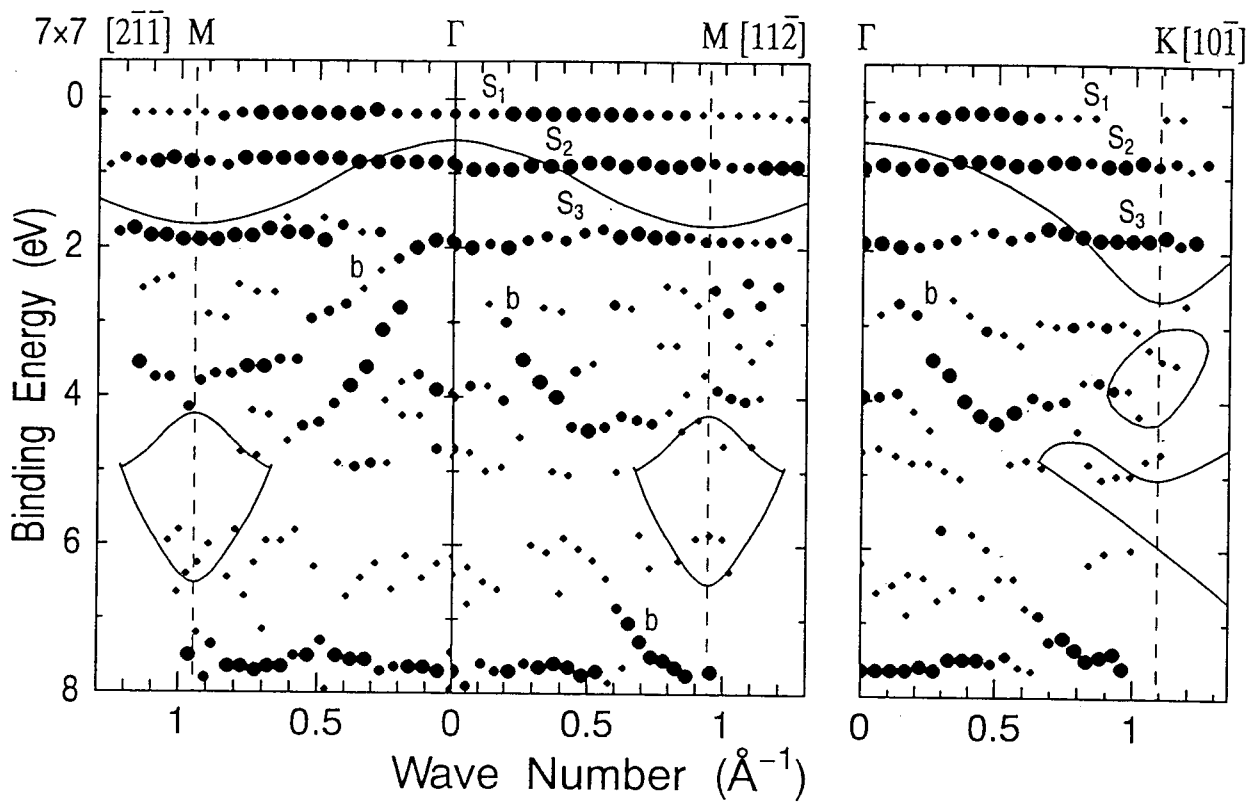 7×7 [21̄1̄] M Γ M [112̄] Γ K [101̄]
S₁ S₁
S₂ S₂
S₃ S₃
b b b
b
0
2
4
6
8
Binding Energy (eV)
1 0.5 0 0.5 1 0 0.5 1
Wave Number (Å⁻¹)